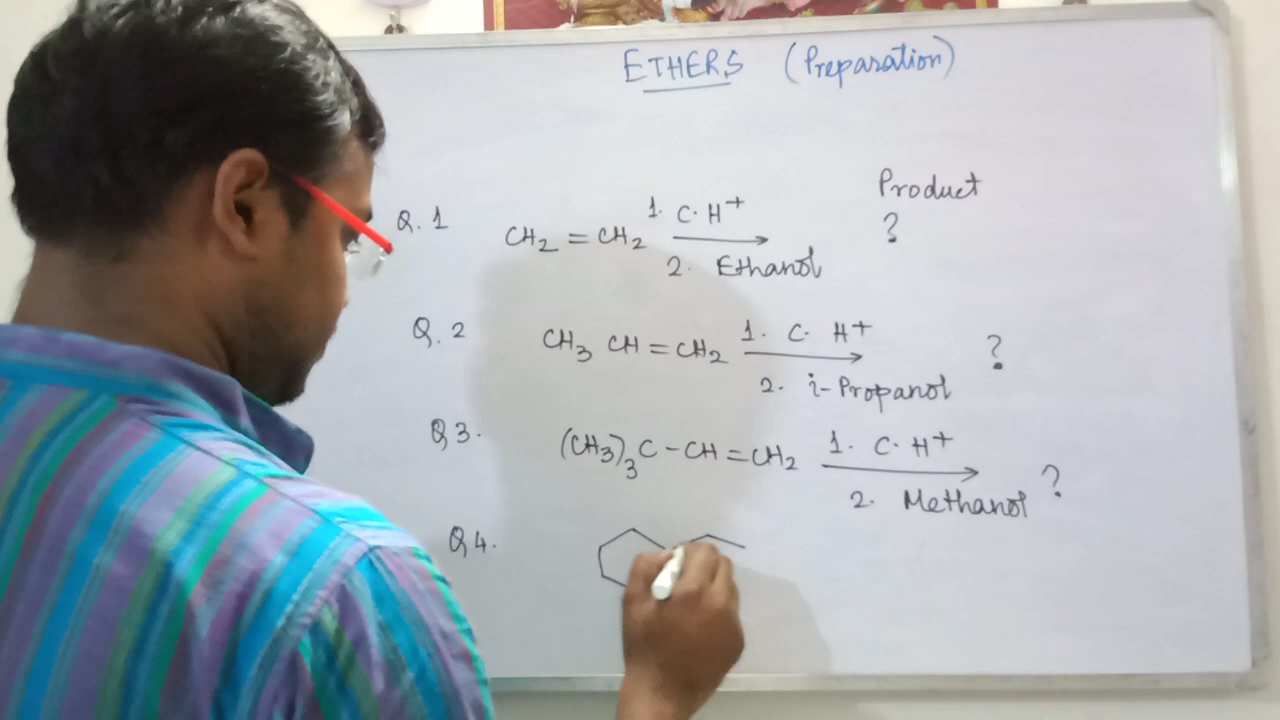 ETHERS (Preparation)
Product
Q. 1 CH₂ = CH₂ 1. C. H⁺ ?
2. Ethanol
Q. 2 CH₃ CH = CH₂ 1. C. H⁺ ?
2. i-Propanol
Q 3. (CH₃)₃C – CH = CH₂ 1. C. H⁺ ?
2. Methanol
Q 4.